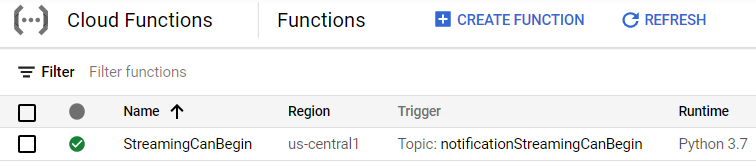 Cloud Functions Functions CREATE FUNCTION REFRESH
Filter Filter functions
Name Region Trigger Runtime
StreamingCanBegin us-central1 Topic: notificationStreamingCanBegin Python 3.7